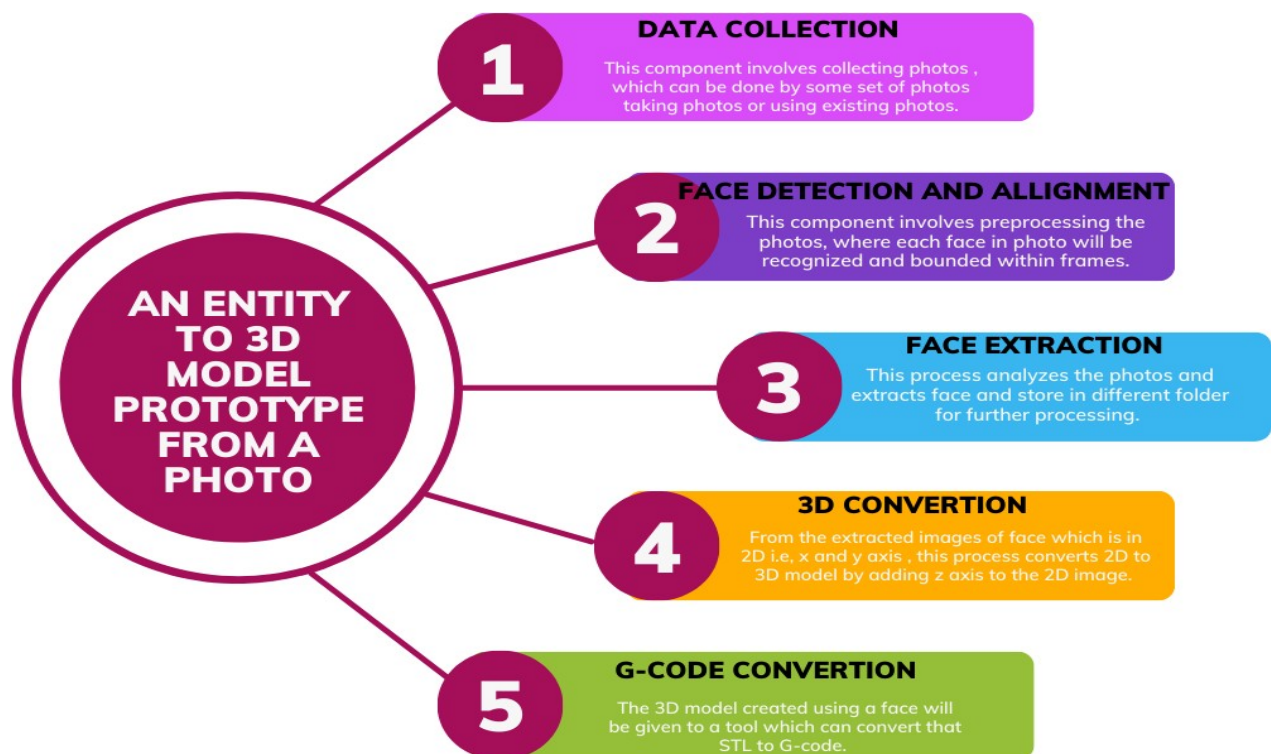 AN ENTITY
TO 3D
MODEL
PROTOTYPE
FROM A
PHOTO
1
DATA COLLECTION
This component involves collecting photos ,
which can be done by some set of photos
taking photos or using existing photos.
2
FACE DETECTION AND ALLIGNMENT
This component involves preprocessing the
photos, where each face in photo will be
recognized and bounded within frames.
3
FACE EXTRACTION
This process analyzes the photos and
extracts face and store in different folder
for further processing.
4
3D CONVERTION
From the extracted images of face which is in
2D i.e, x and y axis , this process converts 2D to
3D model by adding z axis to the 2D image.
5
G-CODE CONVERTION
The 3D model created using a face will
be given to a tool which can convert that
STL to G-code.